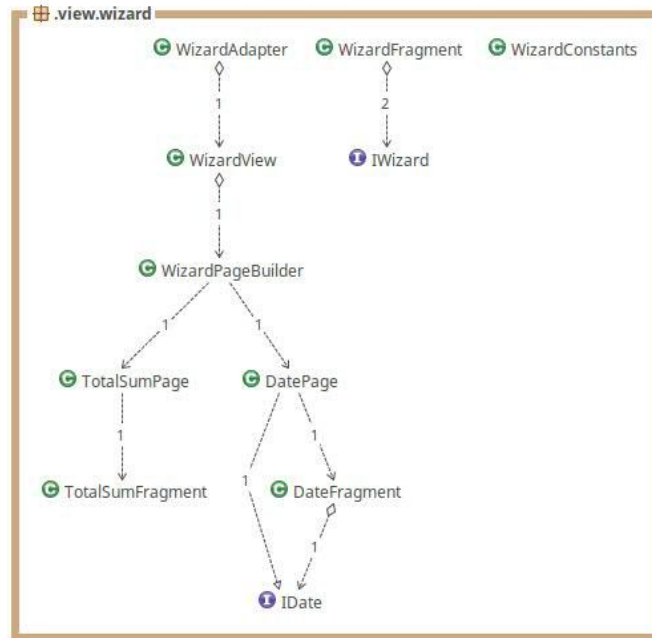 .view.wizard
C WizardAdapter
C WizardFragment
C WizardConstants
1
2
C WizardView
I IWizard
1
C WizardPageBuilder
1
1
C TotalSumPage
C DatePage
1
1
1
C TotalSumFragment
C DateFragment
1
I IDate